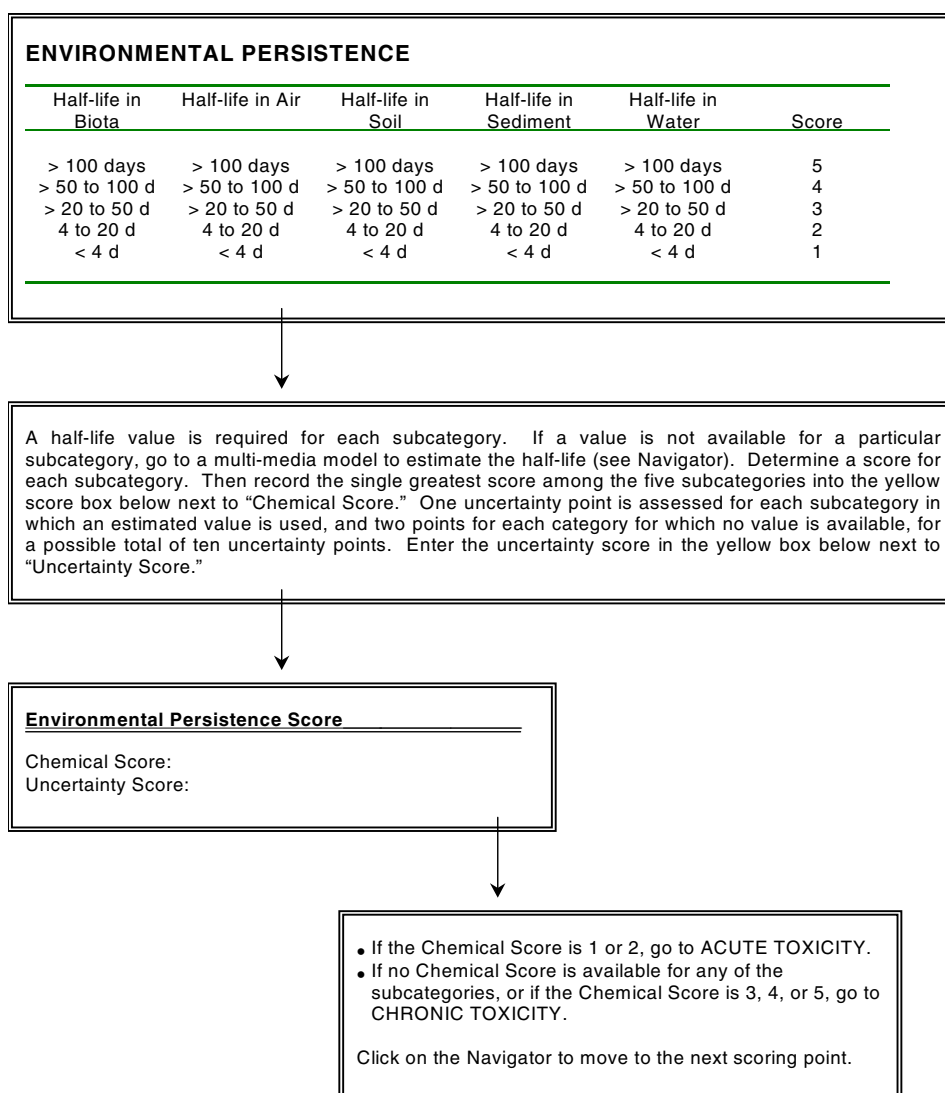 ENVIRONMENTAL PERSISTENCE
Half-life in Biota Half-life in Air Half-life in Soil Half-life in Sediment Half-life in Water Score
> 100 days > 100 days > 100 days > 100 days > 100 days 5
> 50 to 100 d > 50 to 100 d > 50 to 100 d > 50 to 100 d > 50 to 100 d 4
> 20 to 50 d > 20 to 50 d > 20 to 50 d > 20 to 50 d > 20 to 50 d 3
4 to 20 d 4 to 20 d 4 to 20 d 4 to 20 d 4 to 20 d 2
< 4 d < 4 d < 4 d < 4 d < 4 d 1
A half-life value is required for each subcategory. If a value is not available for a particular
subcategory, go to a multi-media model to estimate the half-life (see Navigator). Determine a score for
each subcategory. Then record the single greatest score among the five subcategories into the yellow
score box below next to “Chemical Score.” One uncertainty point is assessed for each subcategory in
which an estimated value is used, and two points for each category for which no value is available, for
a possible total of ten uncertainty points. Enter the uncertainty score in the yellow box below next to
“Uncertainty Score.”
Environmental Persistence Score
Chemical Score:
Uncertainty Score:
• If the Chemical Score is 1 or 2, go to ACUTE TOXICITY.
• If no Chemical Score is available for any of the
subcategories, or if the Chemical Score is 3, 4, or 5, go to
CHRONIC TOXICITY.
Click on the Navigator to move to the next scoring point.